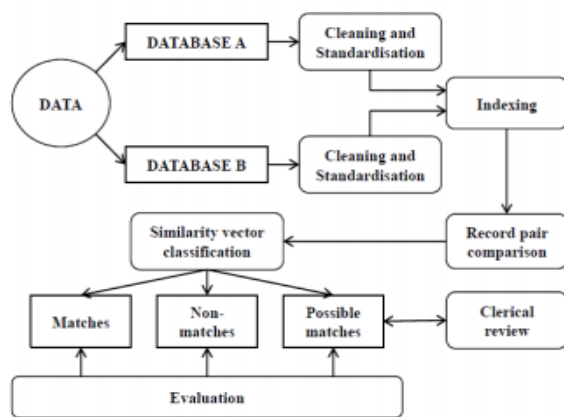 DATABASE A
Cleaning and
Standardisation
DATA
Indexing
DATABASE B
Cleaning and
Standardisation
Similarity vector
classification
Record pair
comparison
Matches
Non-
matches
Possible
matches
Clerical
review
Evaluation